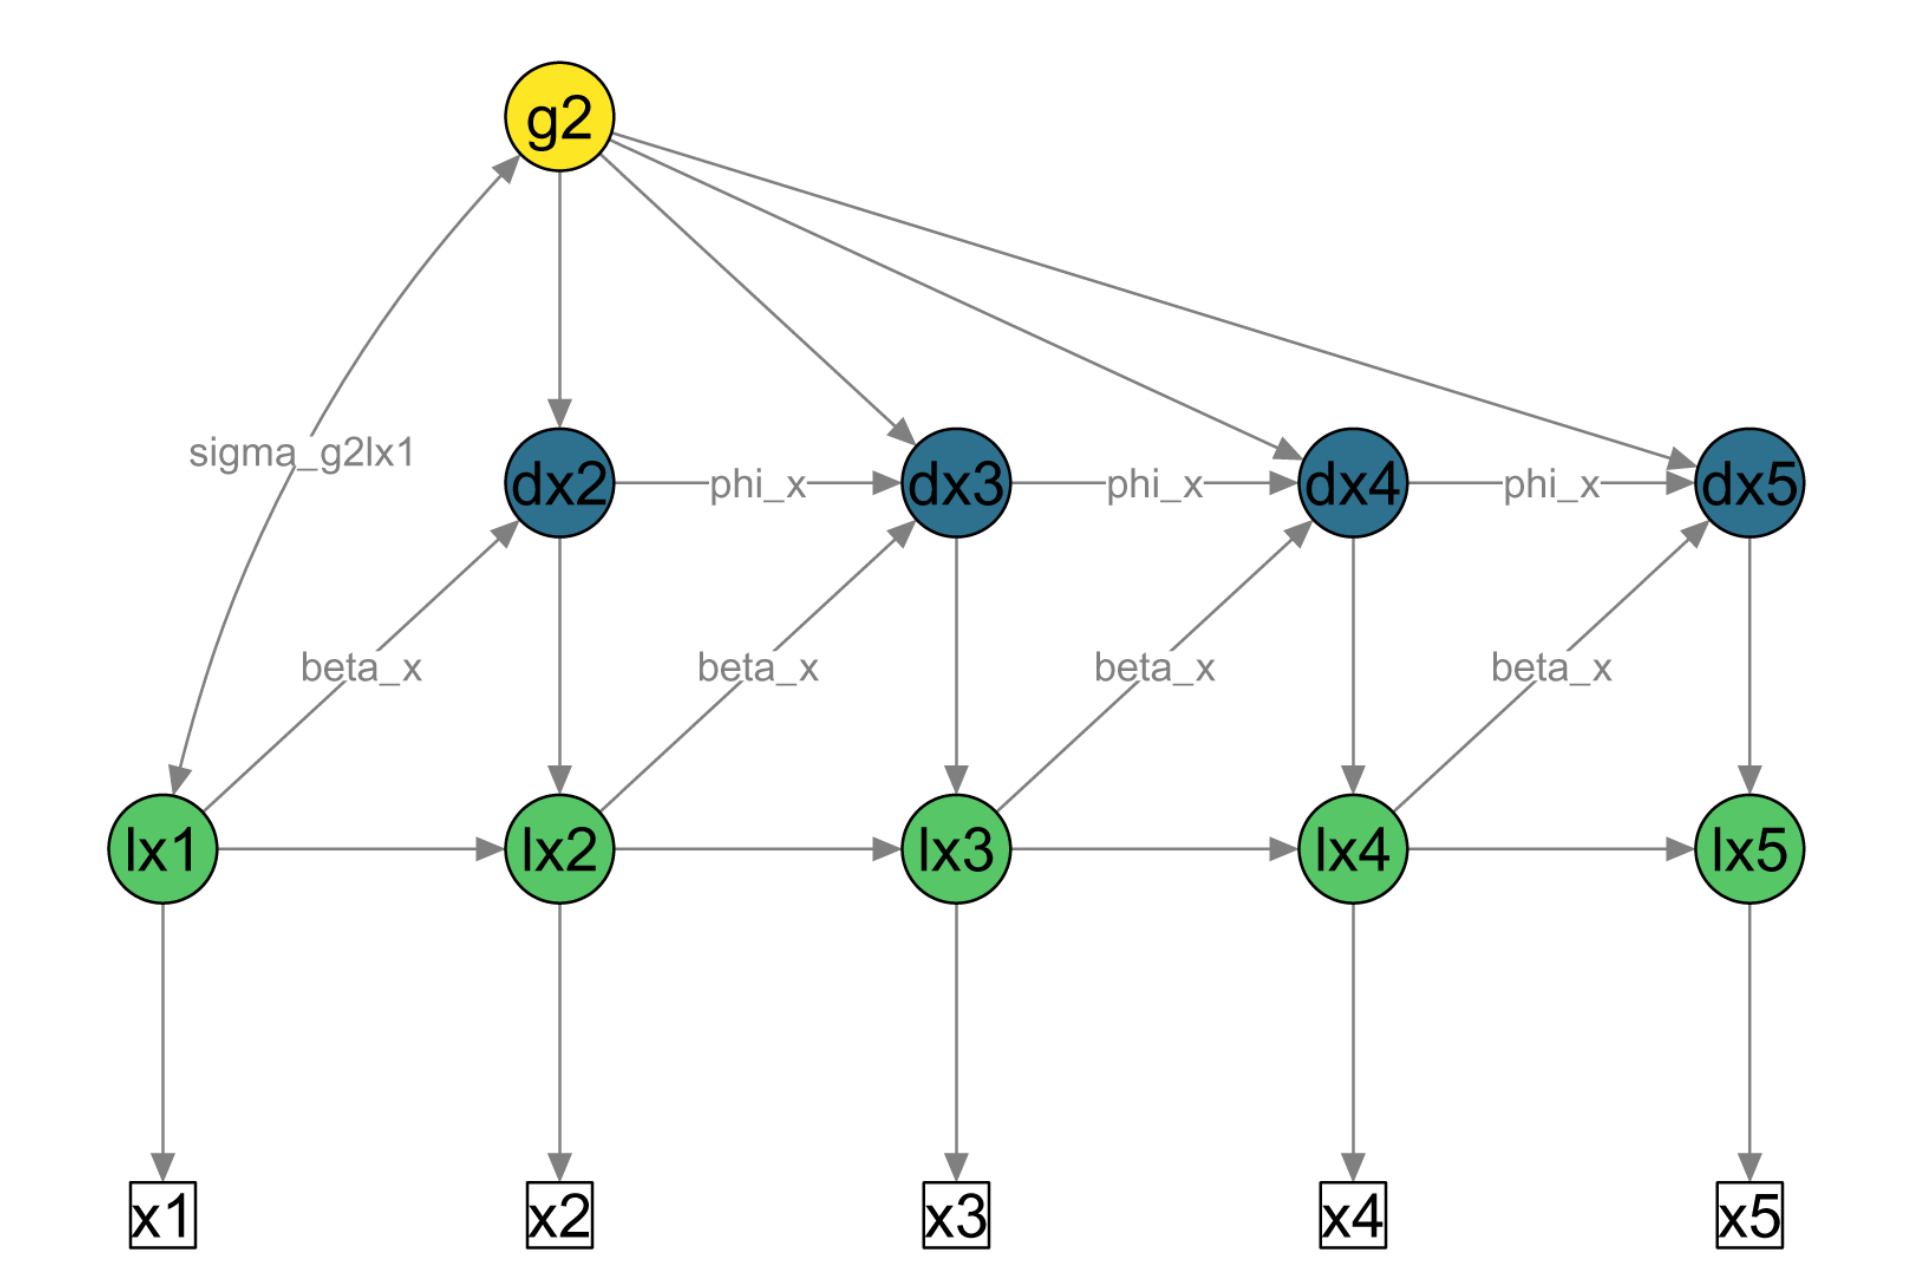 g2
sigma_g2lx1
dx2 phi_x dx3 phi_x dx4 phi_x dx5
beta_x beta_x beta_x beta_x
lx1 lx2 lx3 lx4 lx5
x1 x2 x3 x4 x5